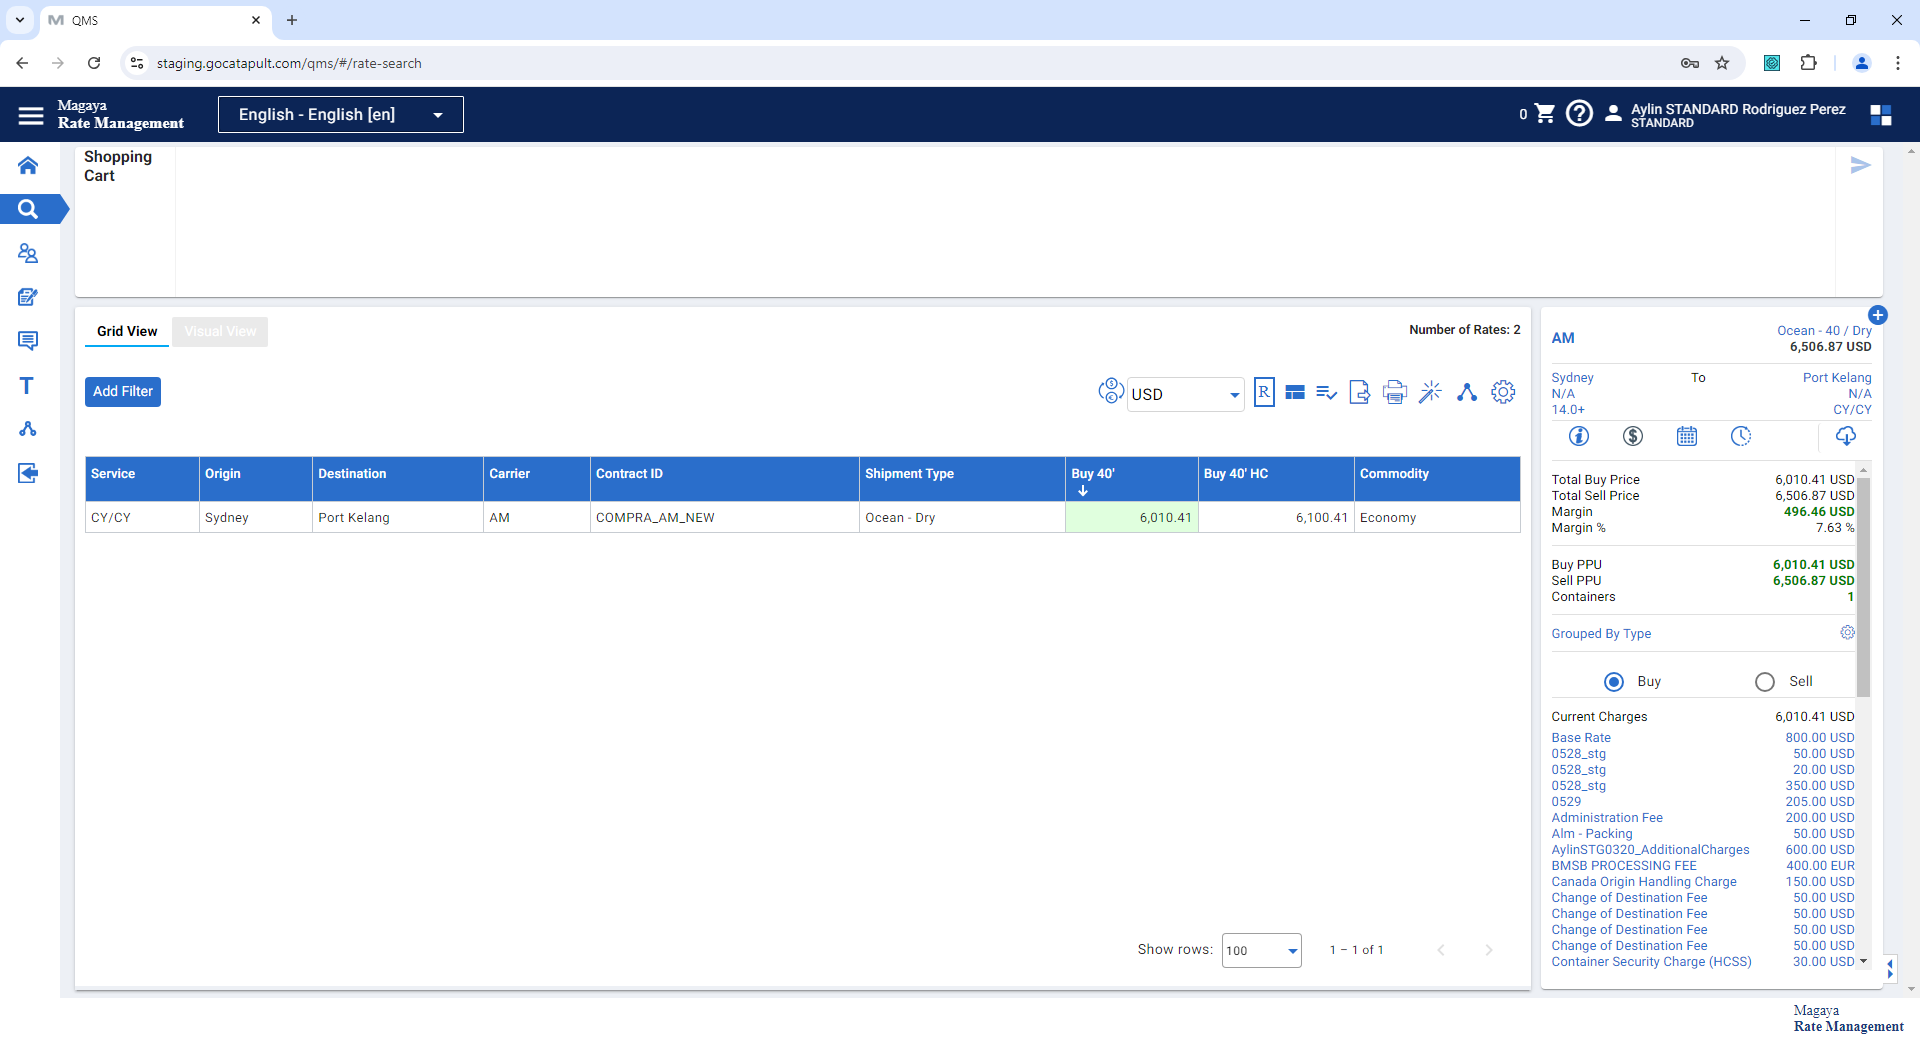 QMS
staging.gocatapult.com/qms/#/rate-search
Magaya
Rate Management
English - English [en]
0
Aylin STANDARD Rodriguez Perez
STANDARD
Shopping
Cart
Grid View
Visual View
Number of Rates: 2
Add Filter
USD
R
Service Origin Destination Carrier Contract ID Shipment Type Buy 40' Buy 40' HC Commodity
CY/CY Sydney Port Kelang AM COMPRA_AM_NEW Ocean - Dry 6,010.41 6,100.41 Economy
Show rows: 100 1 – 1 of 1
AM
Ocean - 40 / Dry
6,506.87 USD
Sydney To Port Kelang
N/A N/A
14.0+ CY/CY
Total Buy Price 6,010.41 USD
Total Sell Price 6,506.87 USD
Margin 496.46 USD
Margin % 7.63 %
Buy PPU 6,010.41 USD
Sell PPU 6,506.87 USD
Containers 1
Grouped By Type
Buy Sell
Current Charges 6,010.41 USD
Base Rate 800.00 USD
0528_stg 50.00 USD
0528_stg 20.00 USD
0528_stg 350.00 USD
0529 205.00 USD
Administration Fee 200.00 USD
Alm - Packing 50.00 USD
AylinSTG0320_AdditionalCharges 600.00 USD
BMSB PROCESSING FEE 400.00 EUR
Canada Origin Handling Charge 150.00 USD
Change of Destination Fee 50.00 USD
Change of Destination Fee 50.00 USD
Change of Destination Fee 50.00 USD
Change of Destination Fee 50.00 USD
Container Security Charge (HCSS) 30.00 USD
Magaya
Rate Management